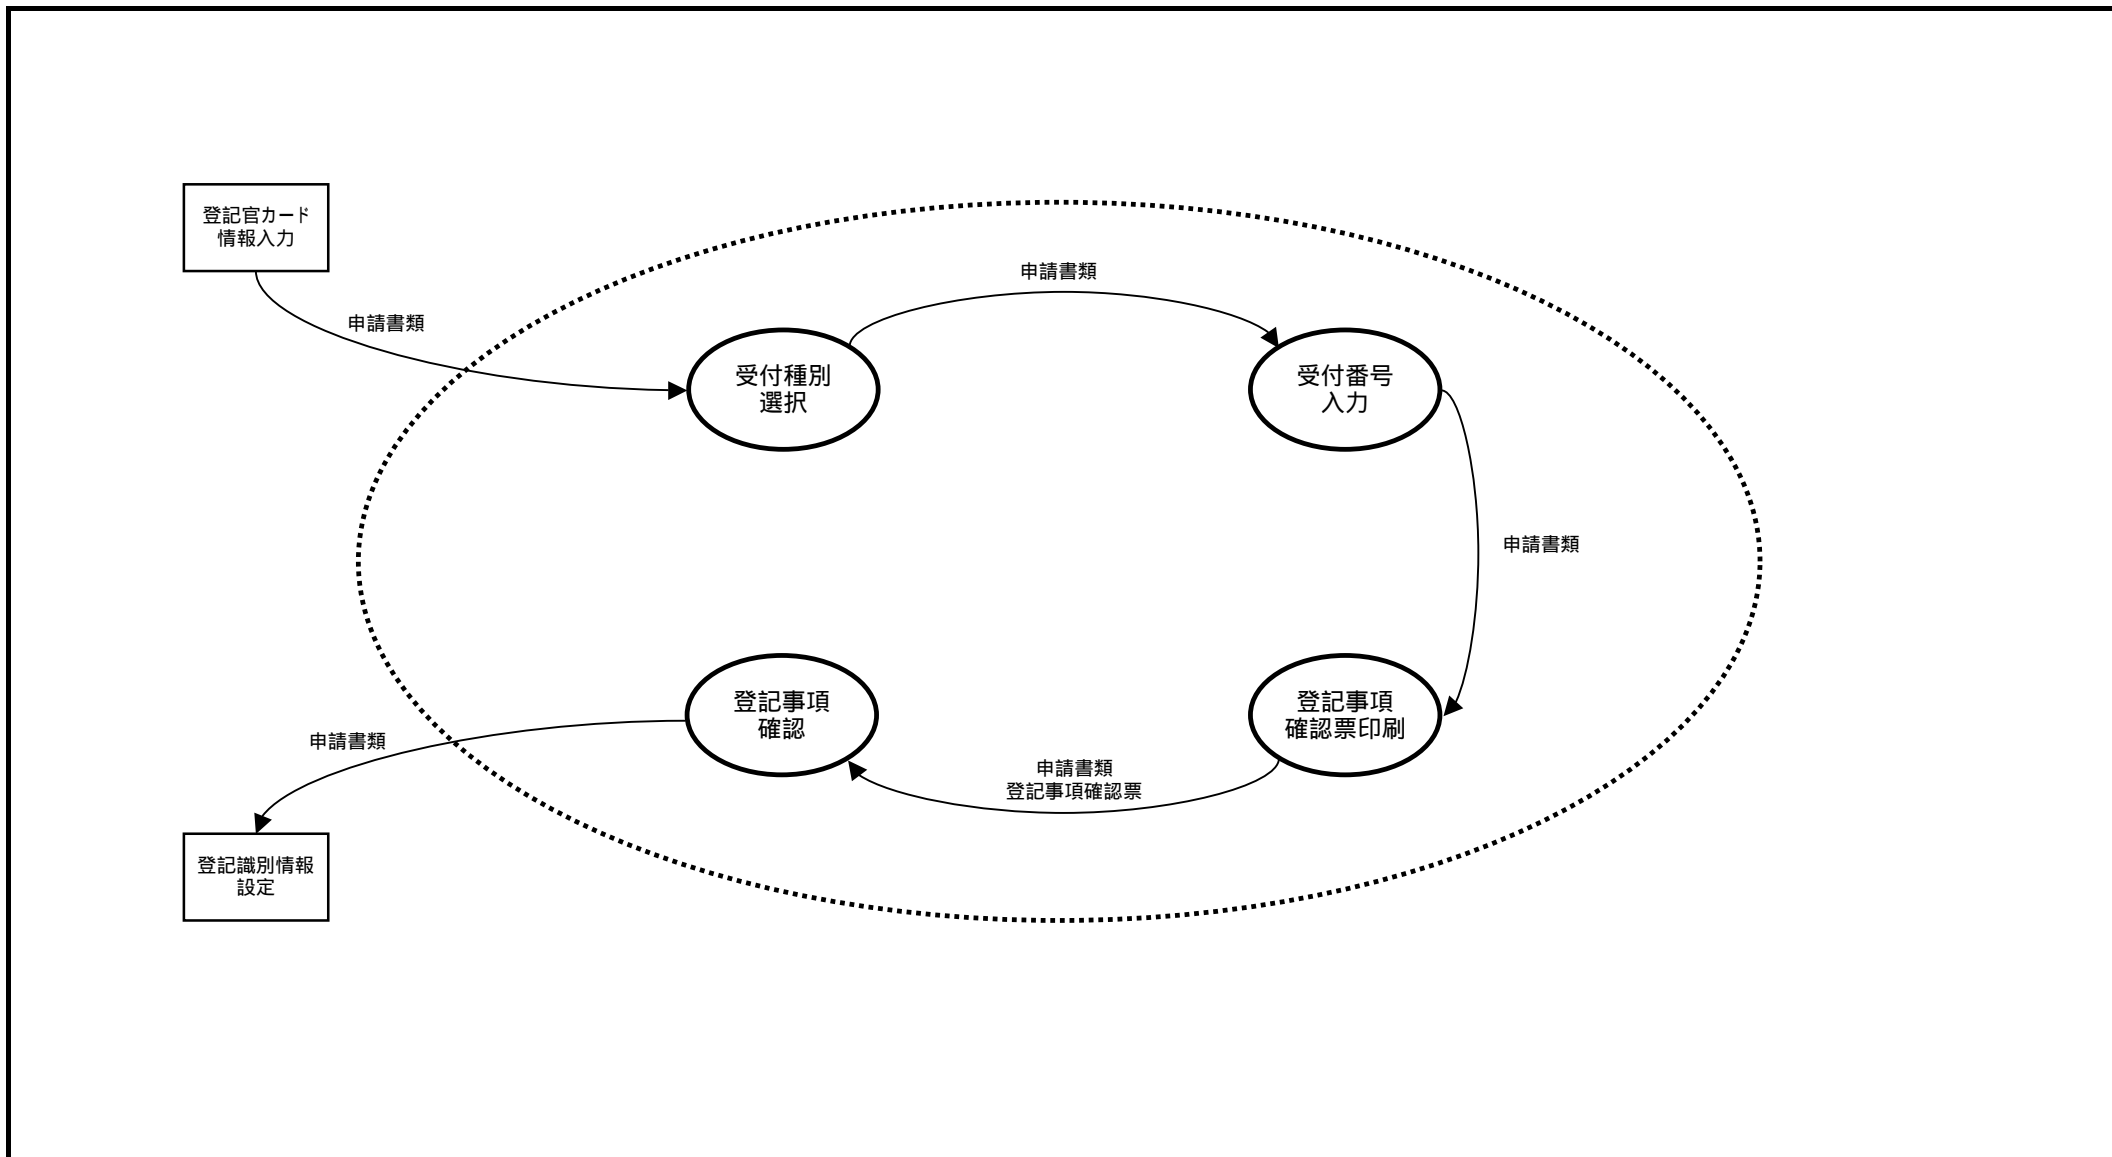 登記官カード
情報入力
申請書類
受付種別
選択
申請書類
受付番号
入力
申請書類
登記事項
確認票印刷
申請書類
登記事項確認票
登記事項
確認
申請書類
登記識別情報
設定